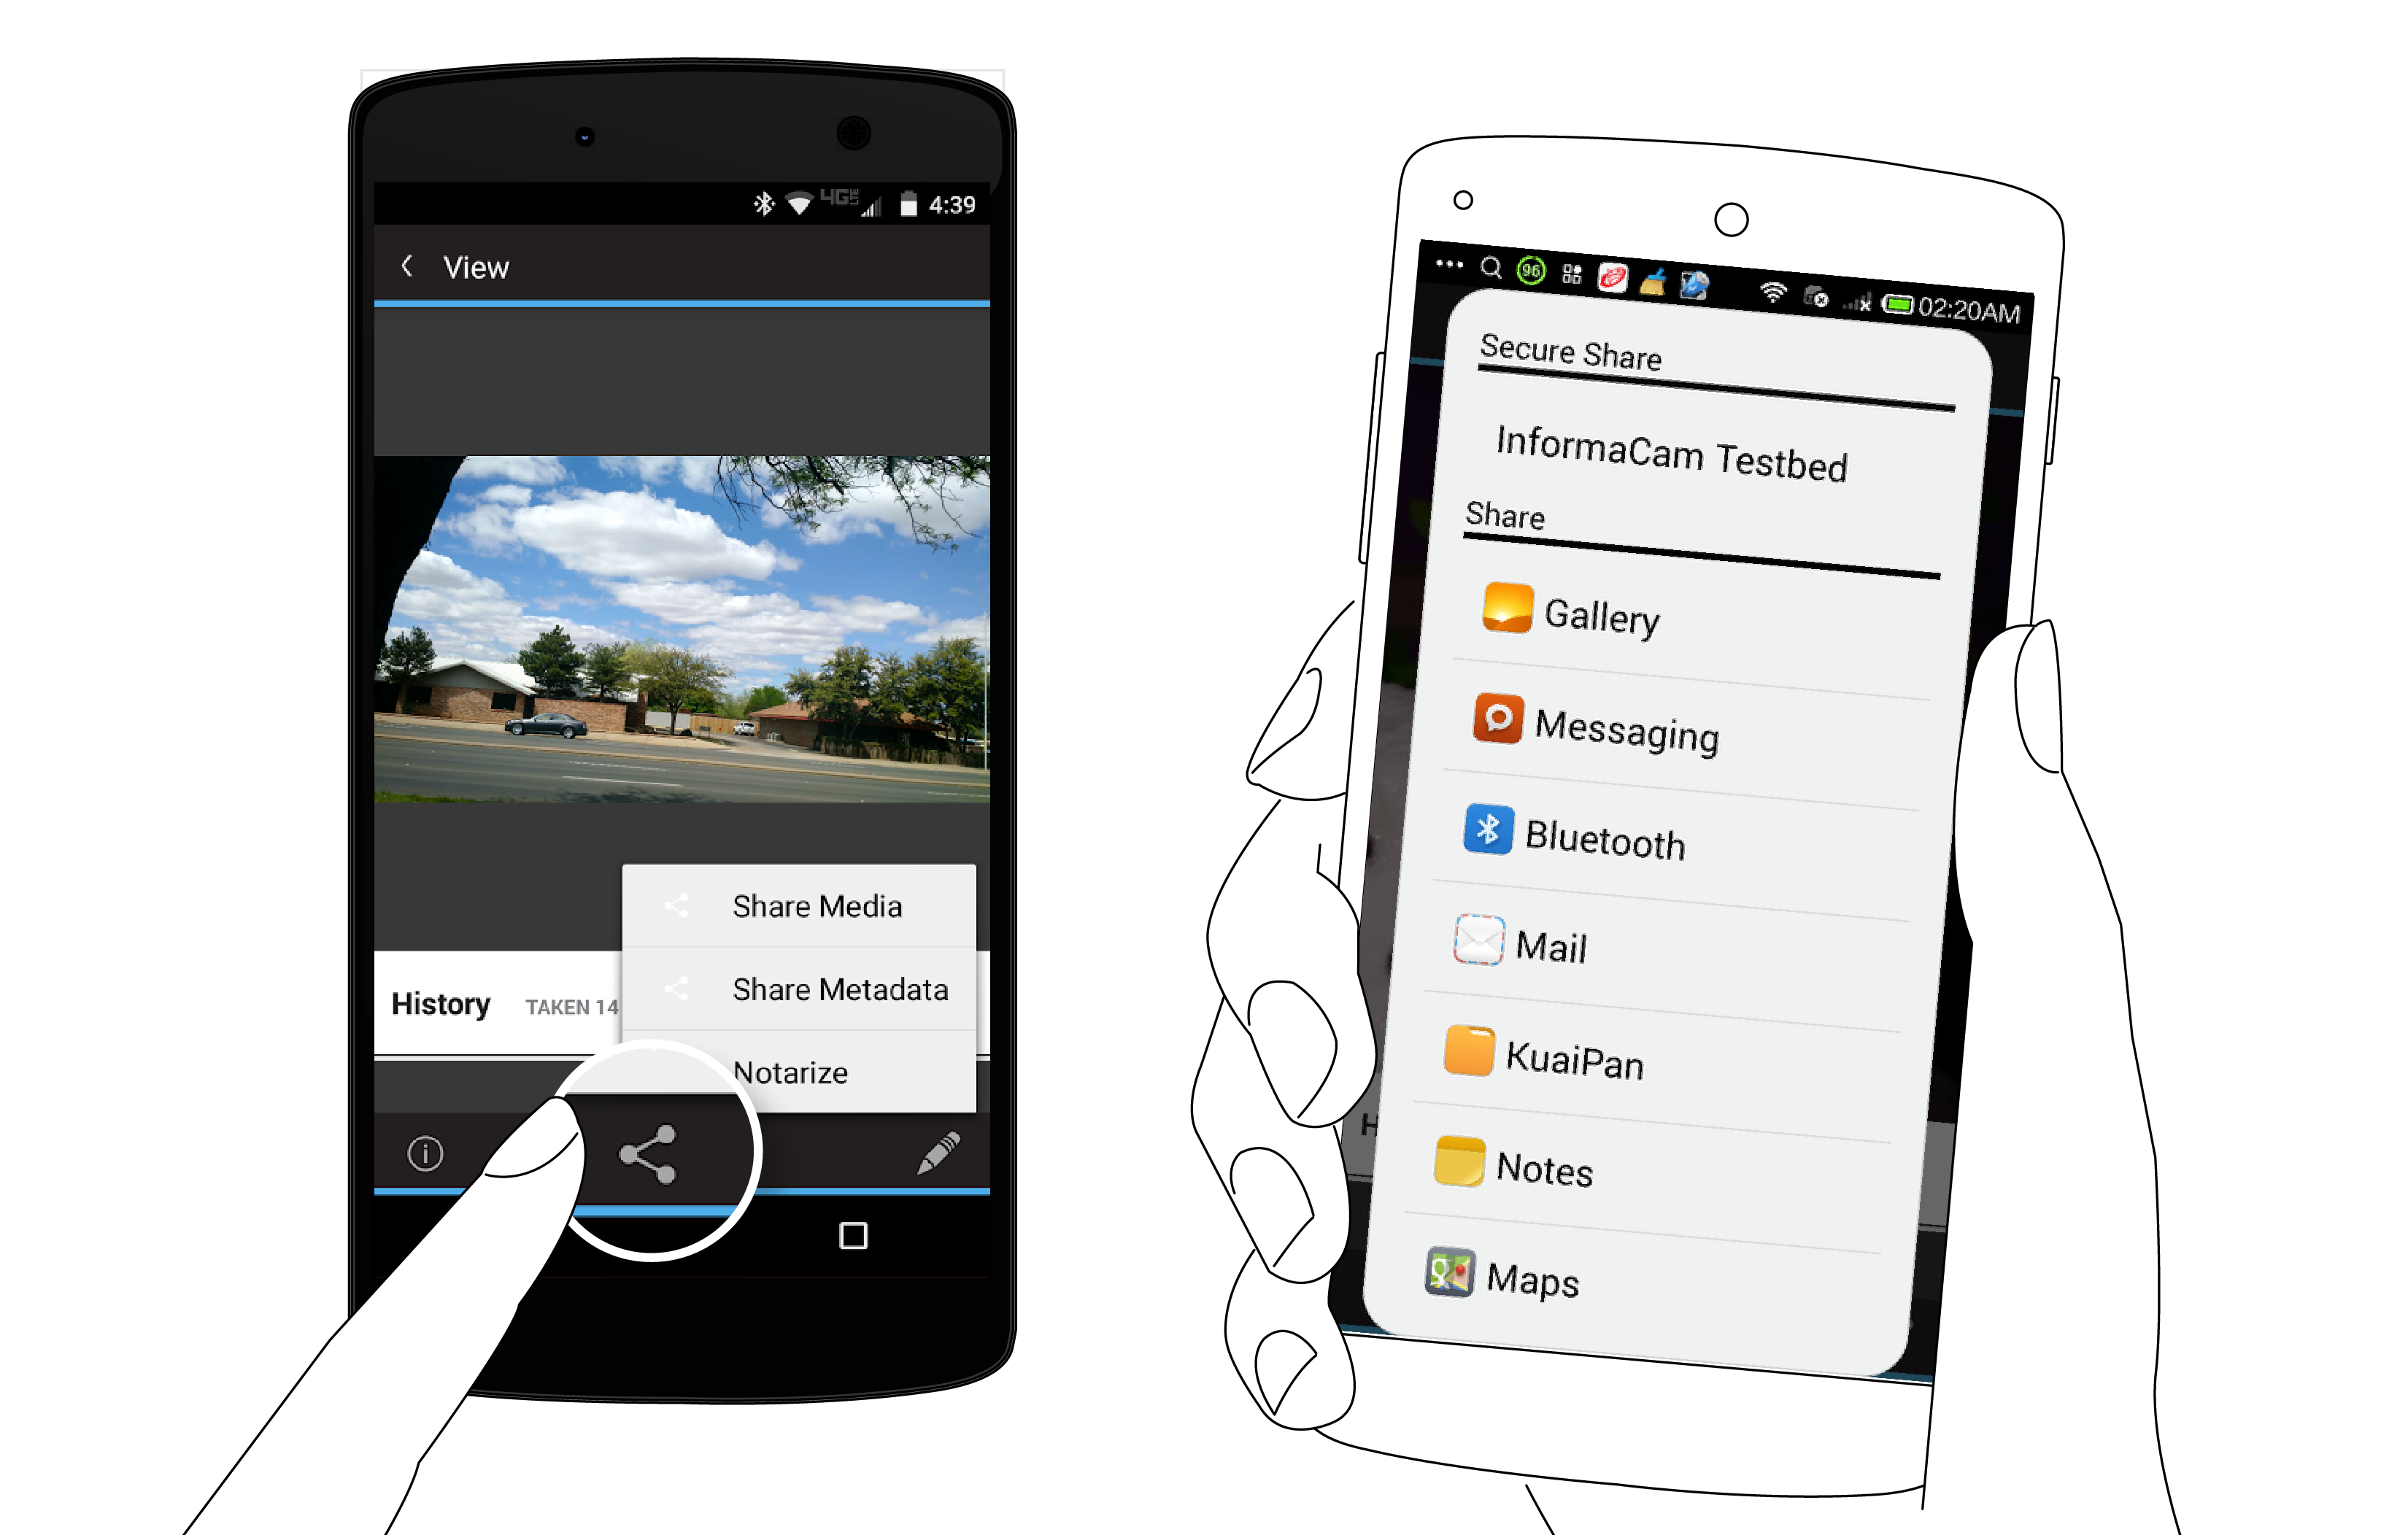 4G LTE 4:39
View
Share Media
Share Metadata
History TAKEN 14
Notarize
96 02:20AM
Secure Share
InformaCam Testbed
Share
Gallery
Messaging
Bluetooth
Mail
KuaiPan
H
Notes
Maps